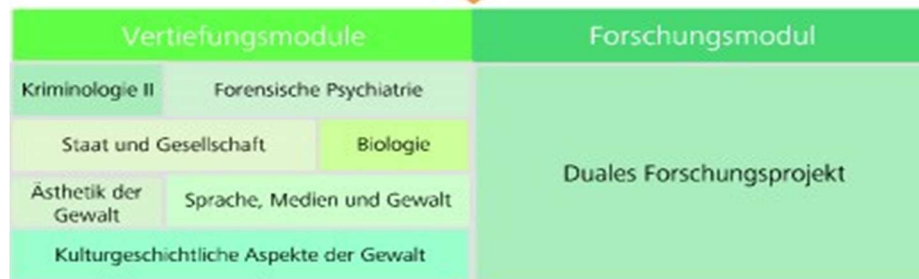 Vertiefungsmodule
Forschungsmodul
Kriminologie II
Forensische Psychiatrie
Staat und Gesellschaft
Biologie
Ästhetik der
Gewalt
Sprache, Medien und Gewalt
Kulturgeschichtliche Aspekte der Gewalt
Duales Forschungsprojekt